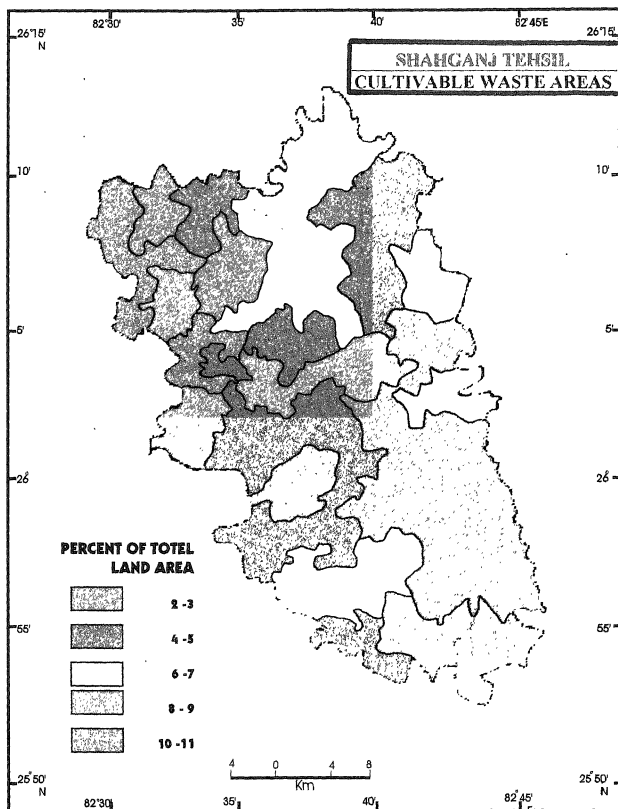 82°30' 35' 40' 82°45'E
26°15'
N
26°15'
N
SHAHGANJ TEHSIL
CULTIVABLE WASTE AREAS
10' 10'
5' 5'
26° 26°
PERCENT OF TOTEL
LAND AREA
2 -3
4 -5
6 -7
8 - 9
10 -11
55' 55'
4 0 4 8
Km
25°50'
N
25°50'
N
82°30' 35' 40' 82°45'